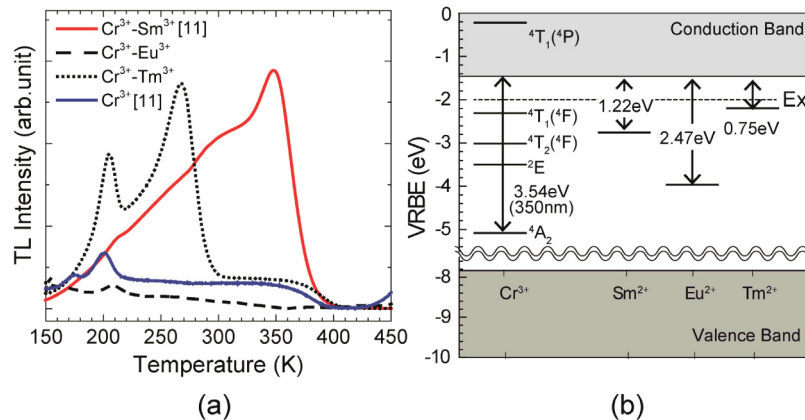 (a)
TL Intensity (arb.unit)
Cr³⁺-Sm³⁺ [11]
Cr³⁺-Eu³⁺
Cr³⁺-Tm³⁺
Cr³⁺ [11]
150 200 250 300 350 400 450
Temperature (K)
(a)
(b)
VRBE (eV)
0
-1
-2
-3
-4
-5
-8
-9
-10
⁴T₁(⁴P)
Conduction Band
Ex
⁴T₁(⁴F)
1.22eV
0.75eV
⁴T₂(⁴F)
2.47eV
²E
3.54eV
(350nm)
⁴A₂
Cr³⁺ Sm²⁺ Eu²⁺ Tm²⁺
Valence Band
(b)